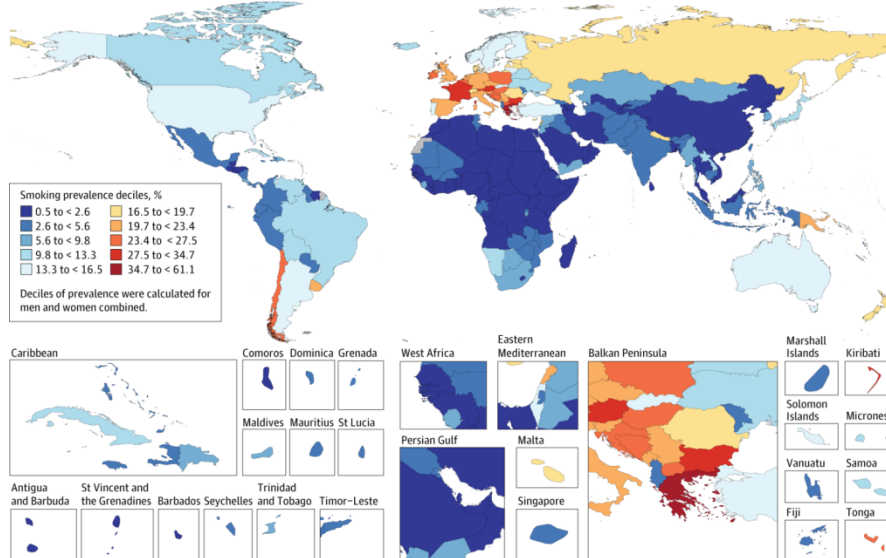 Smoking prevalence deciles, %
0.5 to < 2.6 16.5 to < 19.7
2.6 to < 5.6 19.7 to < 23.4
5.6 to < 9.8 23.4 to < 27.5
9.8 to < 13.3 27.5 to < 34.7
13.3 to < 16.5 34.7 to < 61.1
Deciles of prevalence were calculated for
men and women combined.
Caribbean
Comoros
Dominica
Grenada
Maldives
Mauritius
St Lucia
Antigua
and Barbuda
St Vincent and
the Grenadines
Barbados
Seychelles
Trinidad
and Tobago
Timor-Leste
West Africa
Eastern
Mediterranean
Persian Gulf
Malta
Singapore
Balkan Peninsula
Marshall
Islands
Kiribati
Solomon
Islands
Micrones
Vanuatu
Samoa
Fiji
Tonga